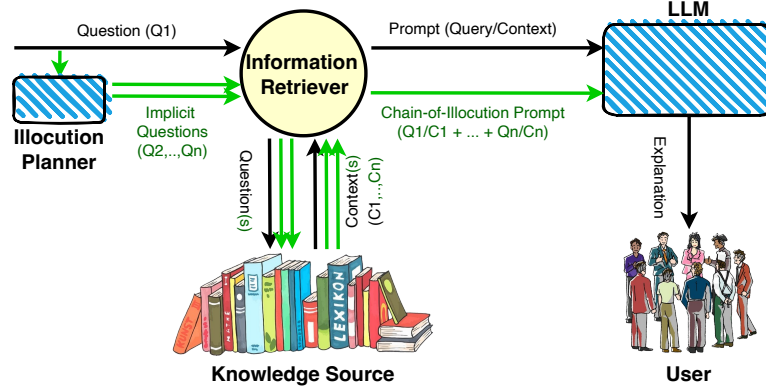 LLM
Question (Q1)
Prompt (Query/Context)
Information
Retriever
Illocution
Planner
Implicit
Questions
(Q2,..,Qn)
Chain-of-Illocution Prompt
(Q1/C1 + ... + Qn/Cn)
Question(s)
Context(s)
(C1,..,Cn)
Explanation
LEXIKON
Knowledge Source
User